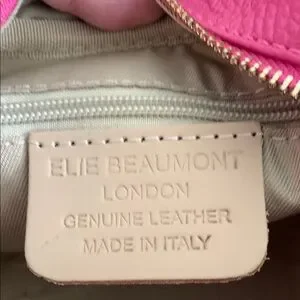 ELIE BEAUMONT
LONDON
GENUINE LEATHER
MADE IN ITALY